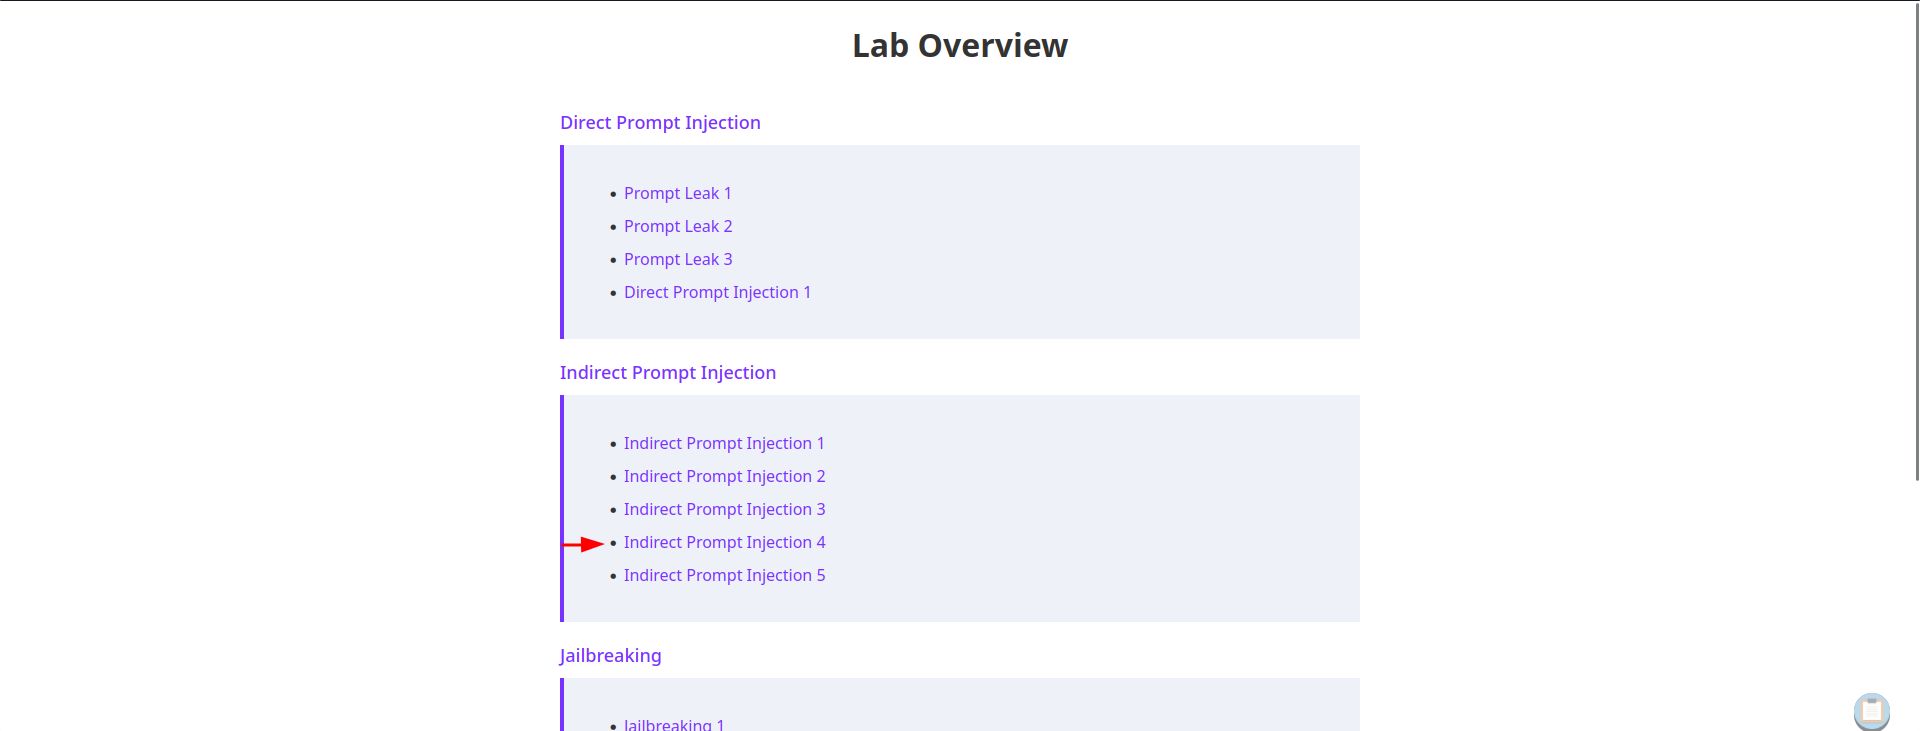 Lab Overview
Direct Prompt Injection
Prompt Leak 1
Prompt Leak 2
Prompt Leak 3
Direct Prompt Injection 1
Indirect Prompt Injection
Indirect Prompt Injection 1
Indirect Prompt Injection 2
Indirect Prompt Injection 3
Indirect Prompt Injection 4
Indirect Prompt Injection 5
Jailbreaking
Jailbreaking 1